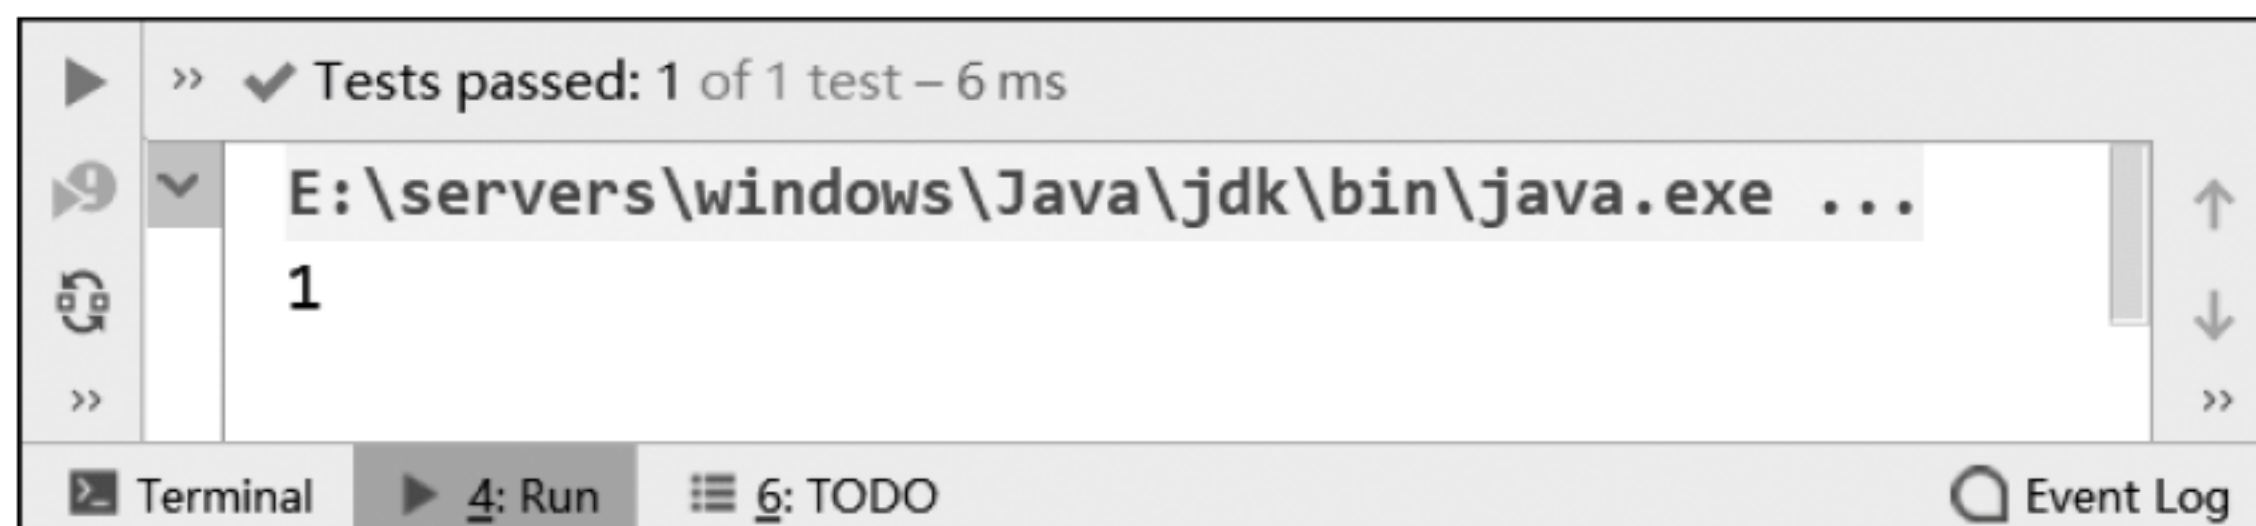 >> Tests passed: 1 of 1 test – 6 ms
E:\servers\windows\Java\jdk\bin\java.exe ...
1
Terminal 4: Run 6: TODO Event Log